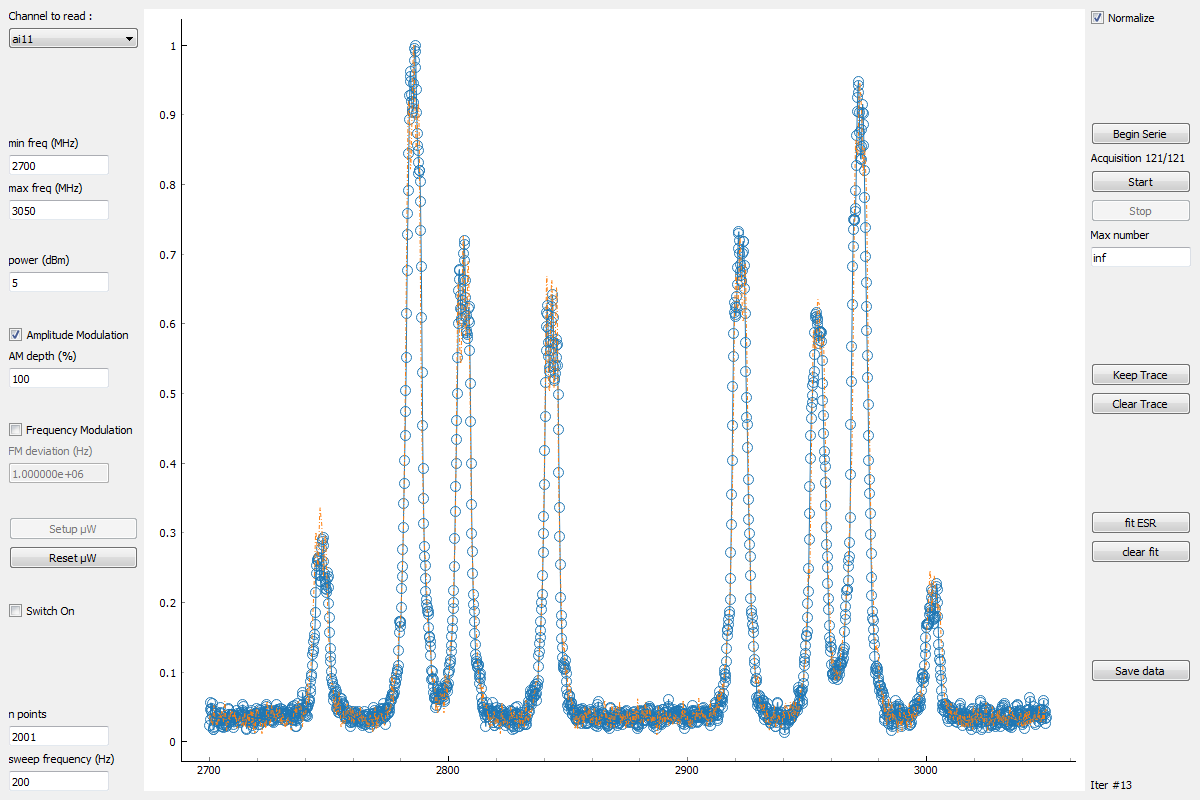 Channel to read :
ai11
min freq (MHz)
2700
max freq (MHz)
3050
power (dBm)
5
Amplitude Modulation
AM depth (%)
100
Frequency Modulation
FM deviation (Hz)
1.000000e+06
Setup µW
Reset µW
Switch On
n points
2001
sweep frequency (Hz)
200
1
0.9
0.8
0.7
0.6
0.5
0.4
0.3
0.2
0.1
0
2700
2800
2900
3000
Normalize
Begin Serie
Acquisition 121/121
Start
Stop
Max number
inf
Keep Trace
Clear Trace
fit ESR
clear fit
Save data
Iter #13